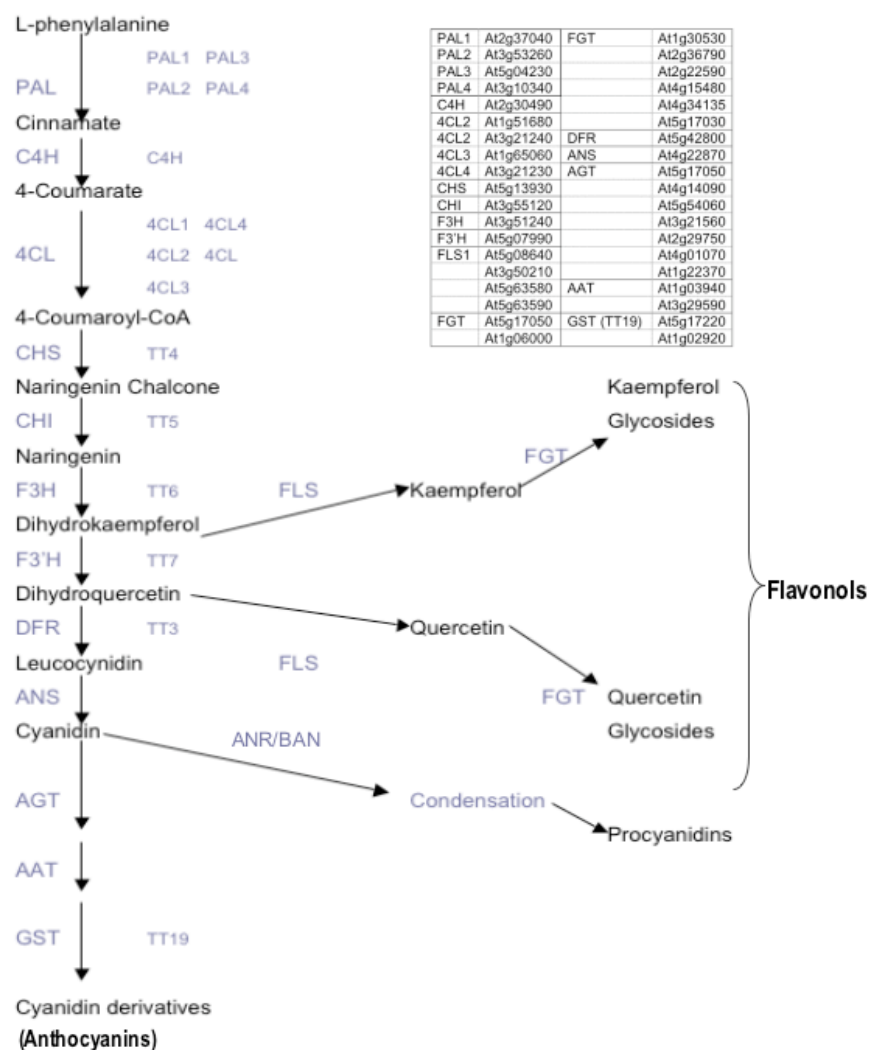 L-phenylalanine
PAL1 PAL3
PAL PAL2 PAL4
Cinnamate
C4H C4H
4-Coumarate
4CL1 4CL4
4CL 4CL2 4CL
4CL3
4-Coumaroyl-CoA
CHS TT4
Naringenin Chalcone
CHI TT5
Naringenin
F3H TT6 FLS
Dihydrokaempferol
F3'H TT7
Dihydroquercetin
DFR TT3
Leucocynidin FLS
ANS
Cyanidin
ANR/BAN
AGT
AAT
GST TT19
Cyanidin derivatives
(Anthocyanins)
PAL1 At2g37040 FGT At1g30530
PAL2 At3g53260 At2g36790
PAL3 At5g04230 At2g22590
PAL4 At3g10340 At4g15480
C4H At2g30490 At4g34135
4CL2 At1g51680 At5g17030
4CL2 At3g21240 DFR At5g42800
4CL3 At1g65060 ANS At4g22870
4CL4 At3g21230 AGT At5g17050
CHS At5g13930 At4g14090
CHI At3g55120 At5g54060
F3H At3g51240 At3g21560
F3'H At5g07990 At2g29750
FLS1 At5g08640 At4g01070
At3g50210 At1g22370
At5g63580 AAT At1g03940
At5g63590 At3g29590
FGT At5g17050 GST (TT19) At5g17220
At1g06000 At1g02920
Kaempferol
Glycosides
FGT
Kaempferol
Flavonols
Quercetin
FGT Quercetin
Glycosides
Condensation
Procyanidins